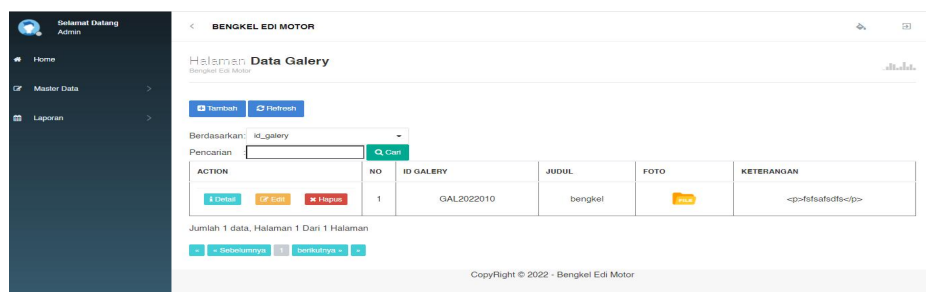 Selamat Datang
Admin
Home
Master Data
Laporan
BENGKEL EDI MOTOR
Halaman Data Galery
Bengkel Edi Motor
Tambah Refresh
Berdasarkan: id_galery
Pencarian : Cari
ACTION NO ID GALERY JUDUL FOTO KETERANGAN
Detail Edit Hapus 1 GAL2022010 bengkel FILE <p>fsfsafsdfs</p>
Jumlah 1 data, Halaman 1 Dari 1 Halaman
« « Sebelumnya 1 berikutnya » »
CopyRight © 2022 - Bengkel Edi Motor